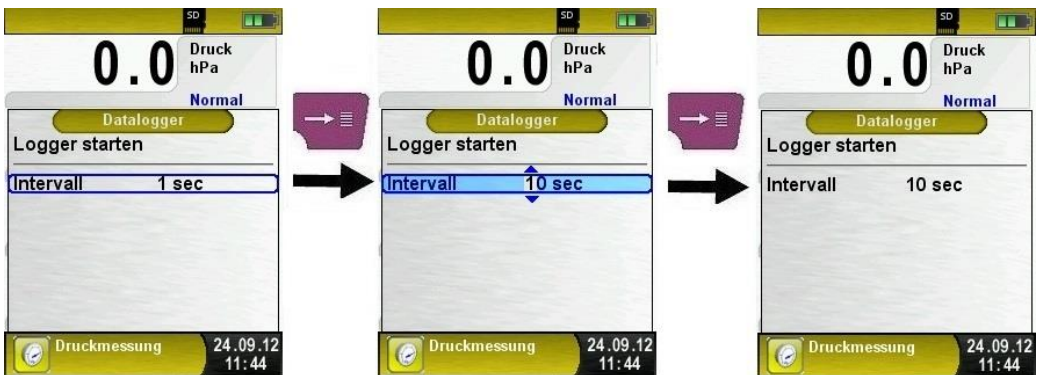 SD
0.0 Druck
hPa
Normal
Datalogger
Logger starten
Intervall 1 sec
Druckmessung 24.09.12
11:44
SD
0.0 Druck
hPa
Normal
Datalogger
Logger starten
Intervall 10 sec
Druckmessung 24.09.12
11:44
SD
0.0 Druck
hPa
Normal
Datalogger
Logger starten
Intervall 10 sec
Druckmessung 24.09.12
11:44